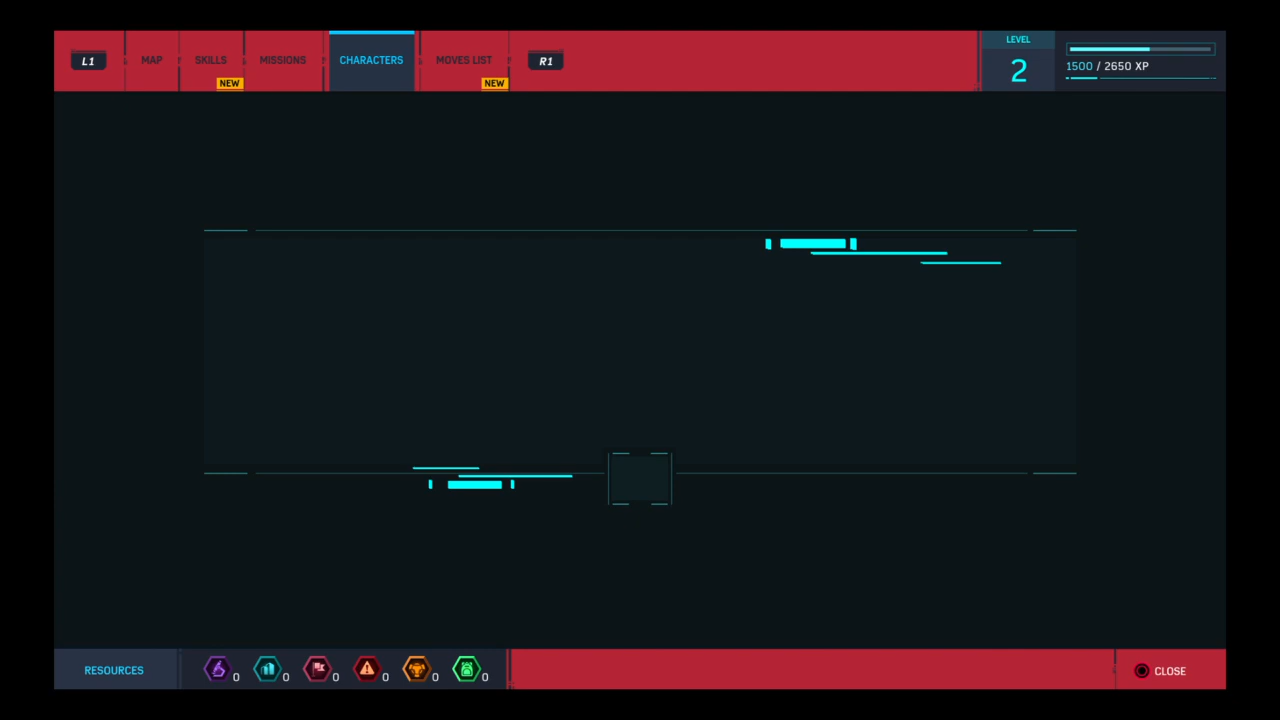 L1 MAP SKILLS MISSIONS CHARACTERS MOVES LIST R1
NEW NEW
LEVEL
2
1500 / 2650 XP
RESOURCES 0 0 0 0 0 0 CLOSE